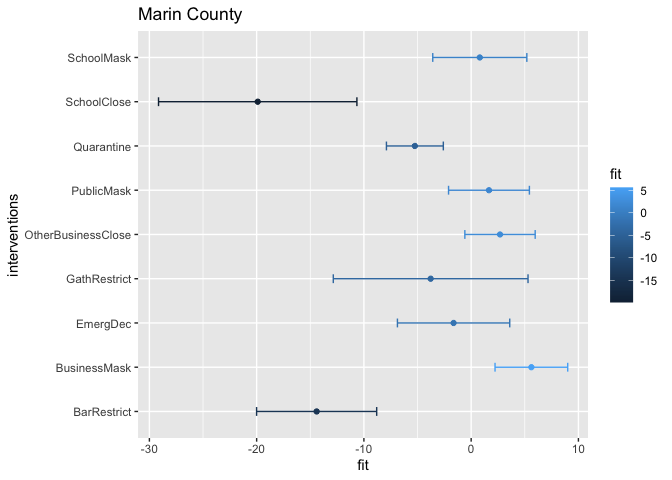 Marin County
interventions
SchoolMask
SchoolClose
Quarantine
PublicMask
OtherBusinessClose
GathRestrict
EmergDec
BusinessMask
BarRestrict
-30 -20 -10 0 10
fit
fit
5
0
-5
-10
-15